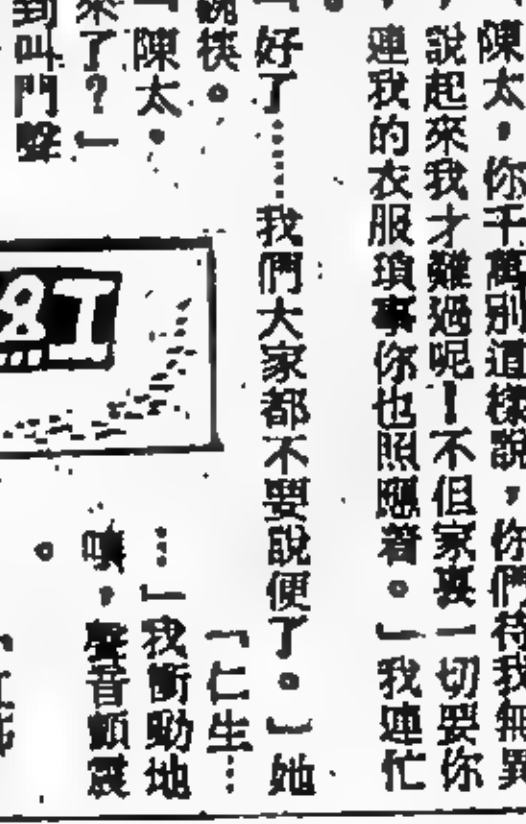 陳太，你千萬別這樣說，你們待我無異
說起來我才難過呢！不但家裏一切要你
，連我的衣服瑣事你也照應着。」我連忙
。
「好了……我們大家都不要說便了。」她
碗筷。
「仁生…
「陳太。
…」我衝動地
來了？」
噢，聲音顫震
到叫門聲
。